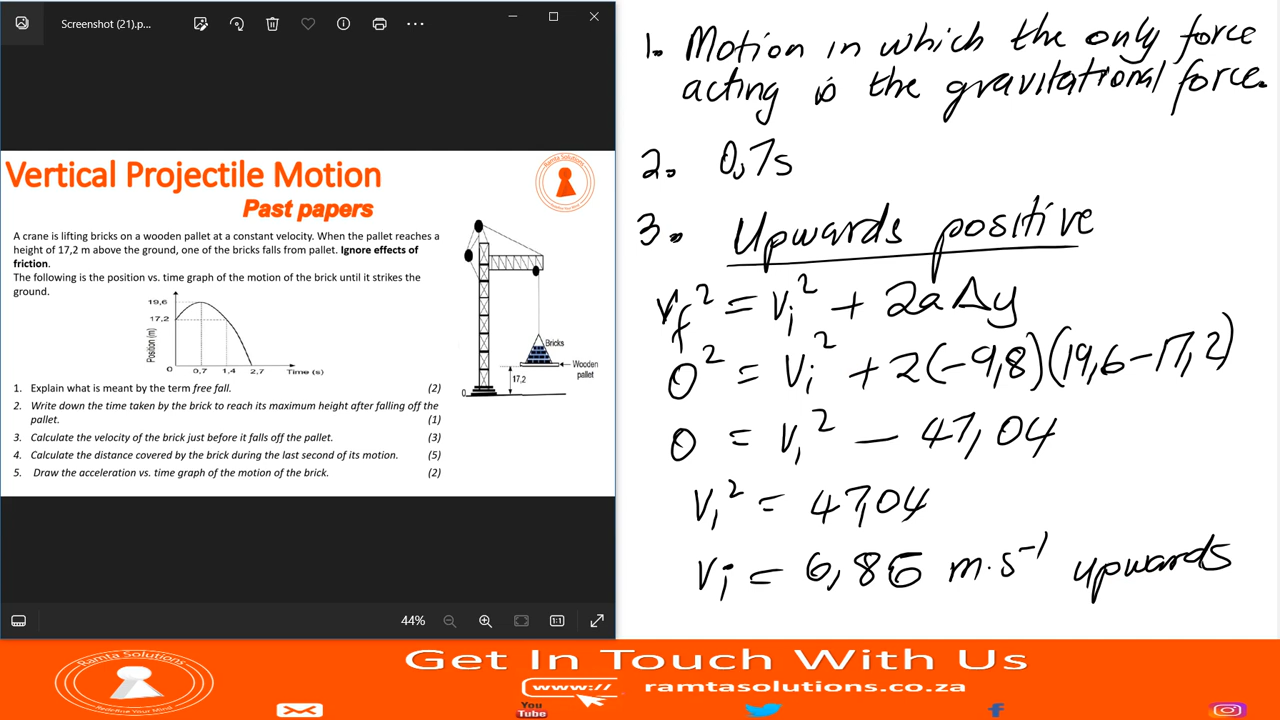 Screenshot (21).p...
Vertical Projectile Motion
Past papers
Ramta Solutions
A crane is lifting bricks on a wooden pallet at a constant velocity. When the pallet reaches a
height of 17,2 m above the ground, one of the bricks falls from pallet. Ignore effects of
friction.
The following is the position vs. time graph of the motion of the brick until it strikes the
ground.
Position (m)
19,6
17,2
0
0,7
1,4
2,7
Time (s)
Bricks
Wooden
pallet
17,2
0
1. Explain what is meant by the term free fall. (2)
2. Write down the time taken by the brick to reach its maximum height after falling off the
pallet. (1)
3. Calculate the velocity of the brick just before it falls off the pallet. (3)
4. Calculate the distance covered by the brick during the last second of its motion. (5)
5. Draw the acceleration vs. time graph of the motion of the brick. (2)
44%
1:1
1. Motion in which the only force
acting is the gravitational force.
2. 0,7s
3. Upwards positive
vf² = vi² + 2aΔy
0² = vi² + 2(-9,8)(19,6-17,2)
0 = vi² - 47,04
vi² = 47,04
vi = 6,86 m·s⁻¹ upwards
Ramta Solutions
Redefine Your Mind
Get In Touch With Us
www://
ramtasolutions.co.za
You
Tube
f